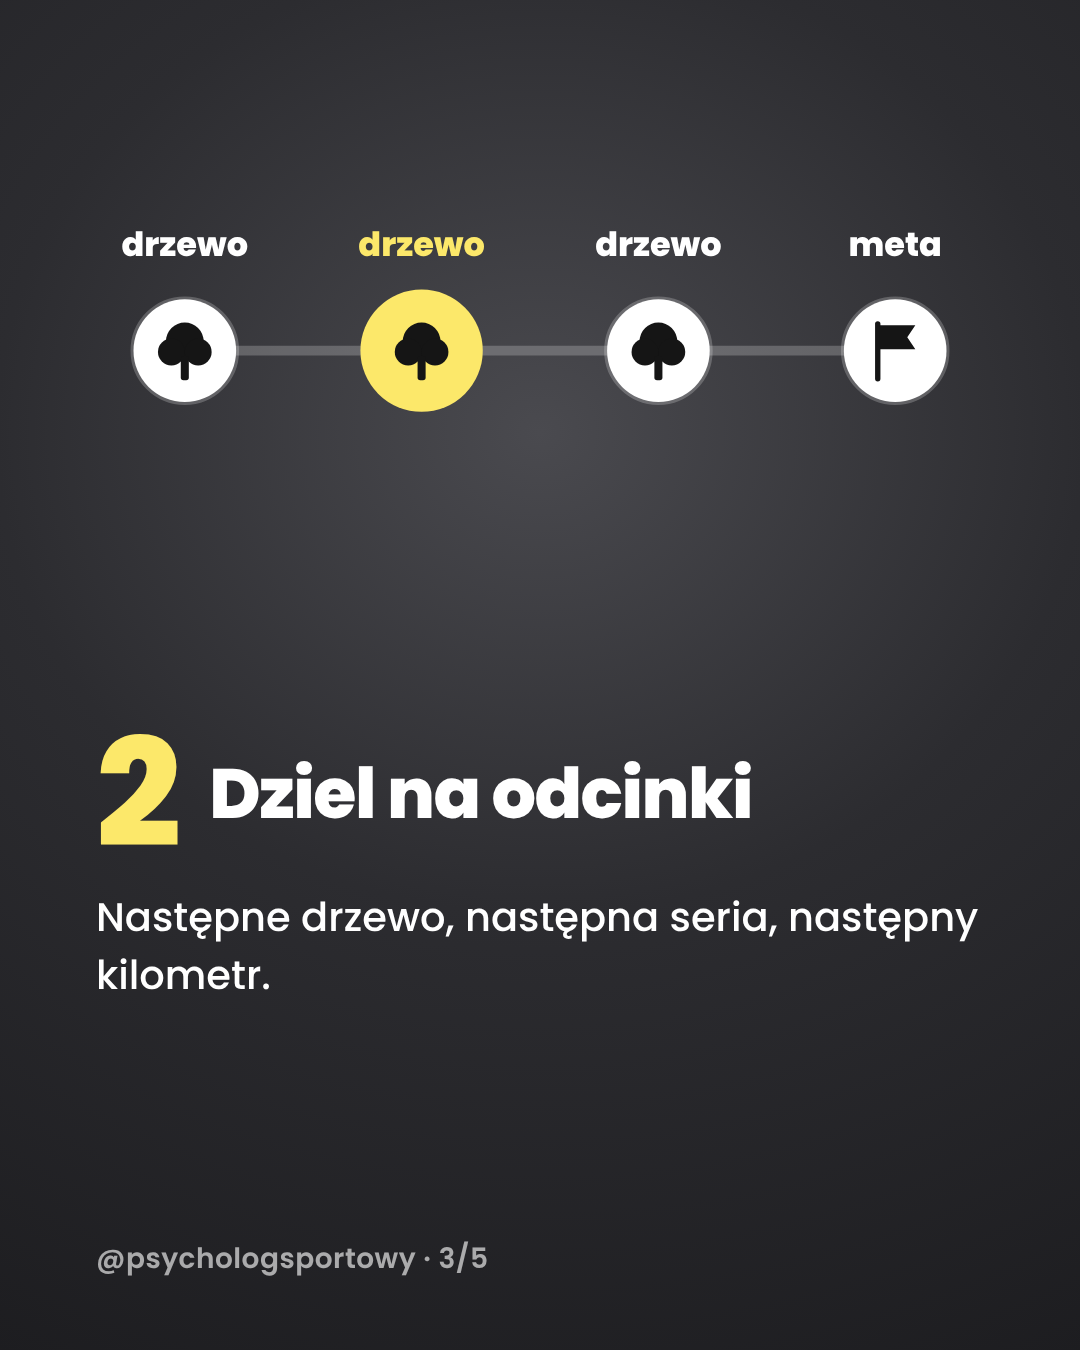 drzewo drzewo drzewo meta
2 Dziel na odcinki
Następne drzewo, następna seria, następny
kilometr.
@psychologsportowy · 3/5